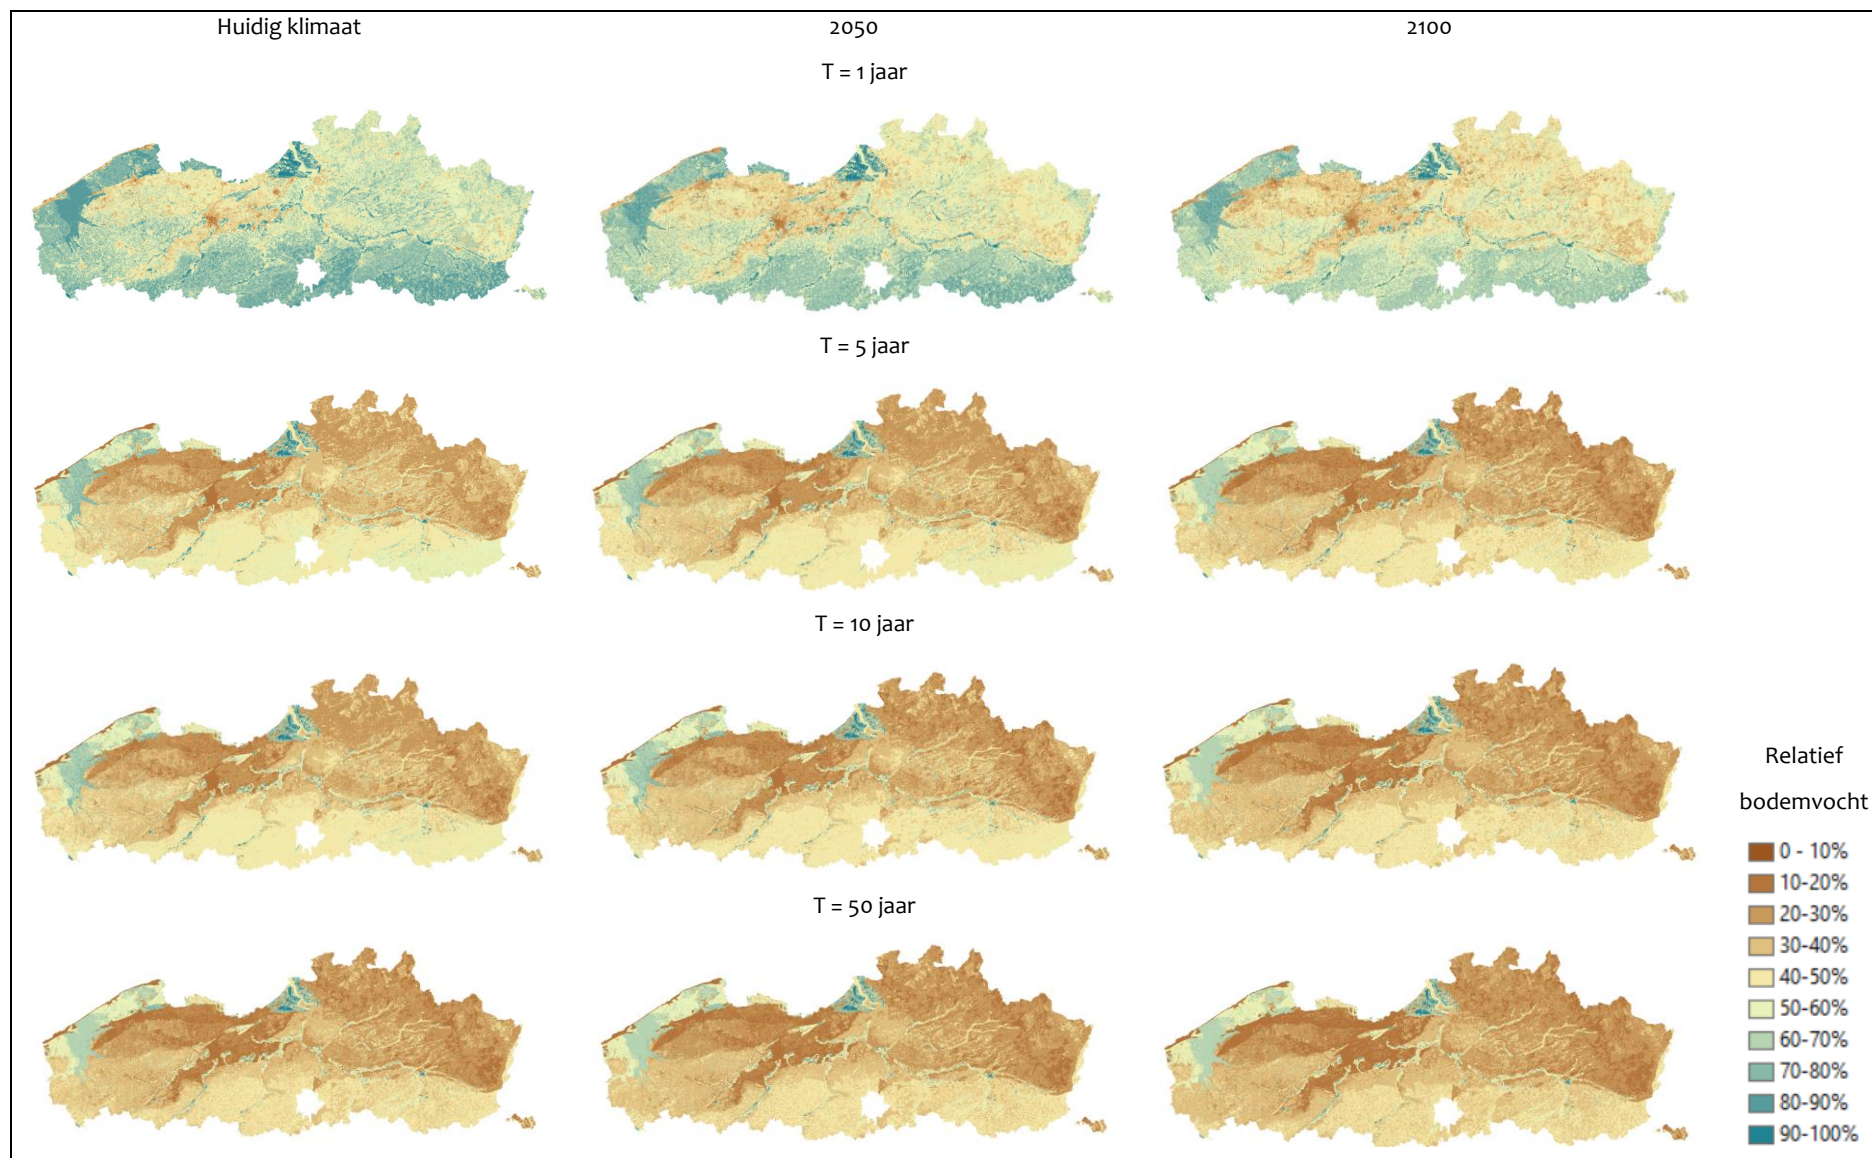 Huidig klimaat
2050
2100
T = 1 jaar
T = 5 jaar
T = 10 jaar
T = 50 jaar
Relatief
bodemvocht
0 - 10%
10-20%
20-30%
30-40%
40-50%
50-60%
60-70%
70-80%
80-90%
90-100%